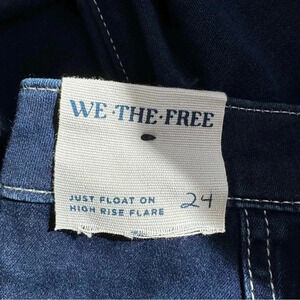 WE·THE·FREE
JUST FLOAT ON
HIGH RISE FLARE 24